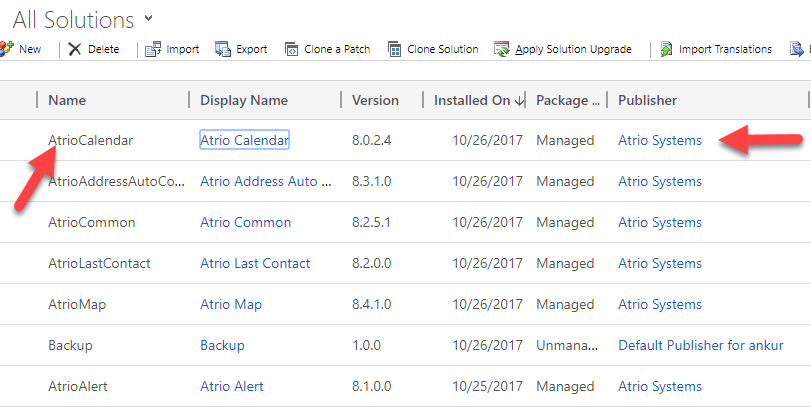 All Solutions
New Delete Import Export Clone a Patch Clone Solution Apply Solution Upgrade Import Translations
Name Display Name Version Installed On Package ... Publisher
AtrioCalendar Atrio Calendar 8.0.2.4 10/26/2017 Managed Atrio Systems
AtrioAddressAutoCo... Atrio Address Auto ... 8.3.1.0 10/26/2017 Managed Atrio Systems
AtrioCommon Atrio Common 8.2.5.1 10/26/2017 Managed Atrio Systems
AtrioLastContact Atrio Last Contact 8.2.0.0 10/26/2017 Managed Atrio Systems
AtrioMap Atrio Map 8.4.1.0 10/26/2017 Managed Atrio Systems
Backup Backup 1.0.0 10/26/2017 Unmana... Default Publisher for ankur
AtrioAlert Atrio Alert 8.1.0.0 10/25/2017 Managed Atrio Systems